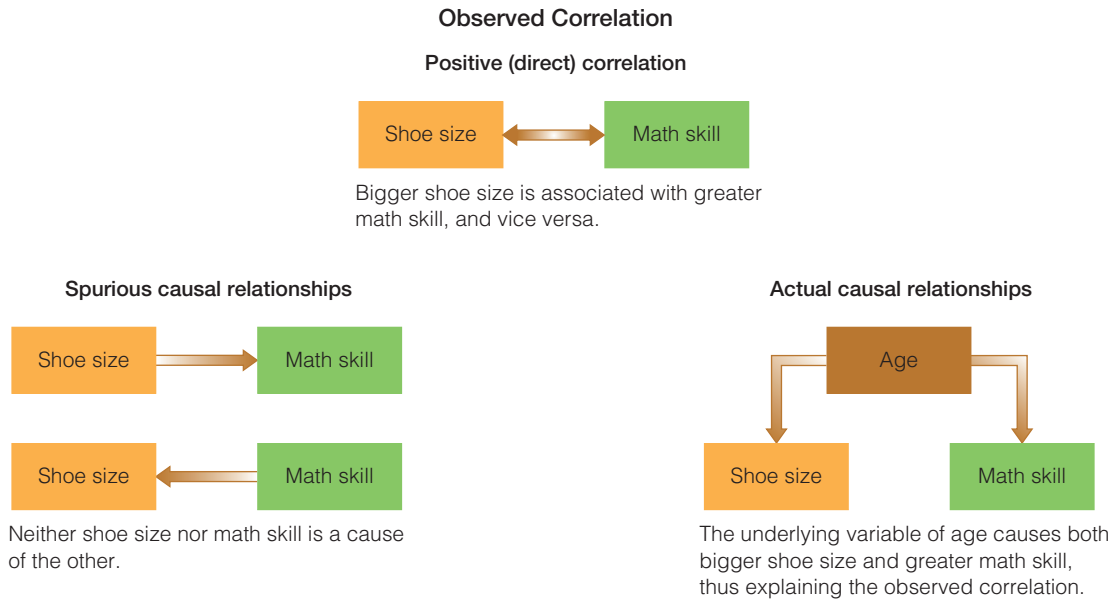 Observed Correlation
Positive (direct) correlation
Shoe size
Math skill
Bigger shoe size is associated with greater
math skill, and vice versa.
Spurious causal relationships
Shoe size
Math skill
Shoe size
Math skill
Neither shoe size nor math skill is a cause
of the other.
Actual causal relationships
Age
Shoe size
Math skill
The underlying variable of age causes both
bigger shoe size and greater math skill,
thus explaining the observed correlation.